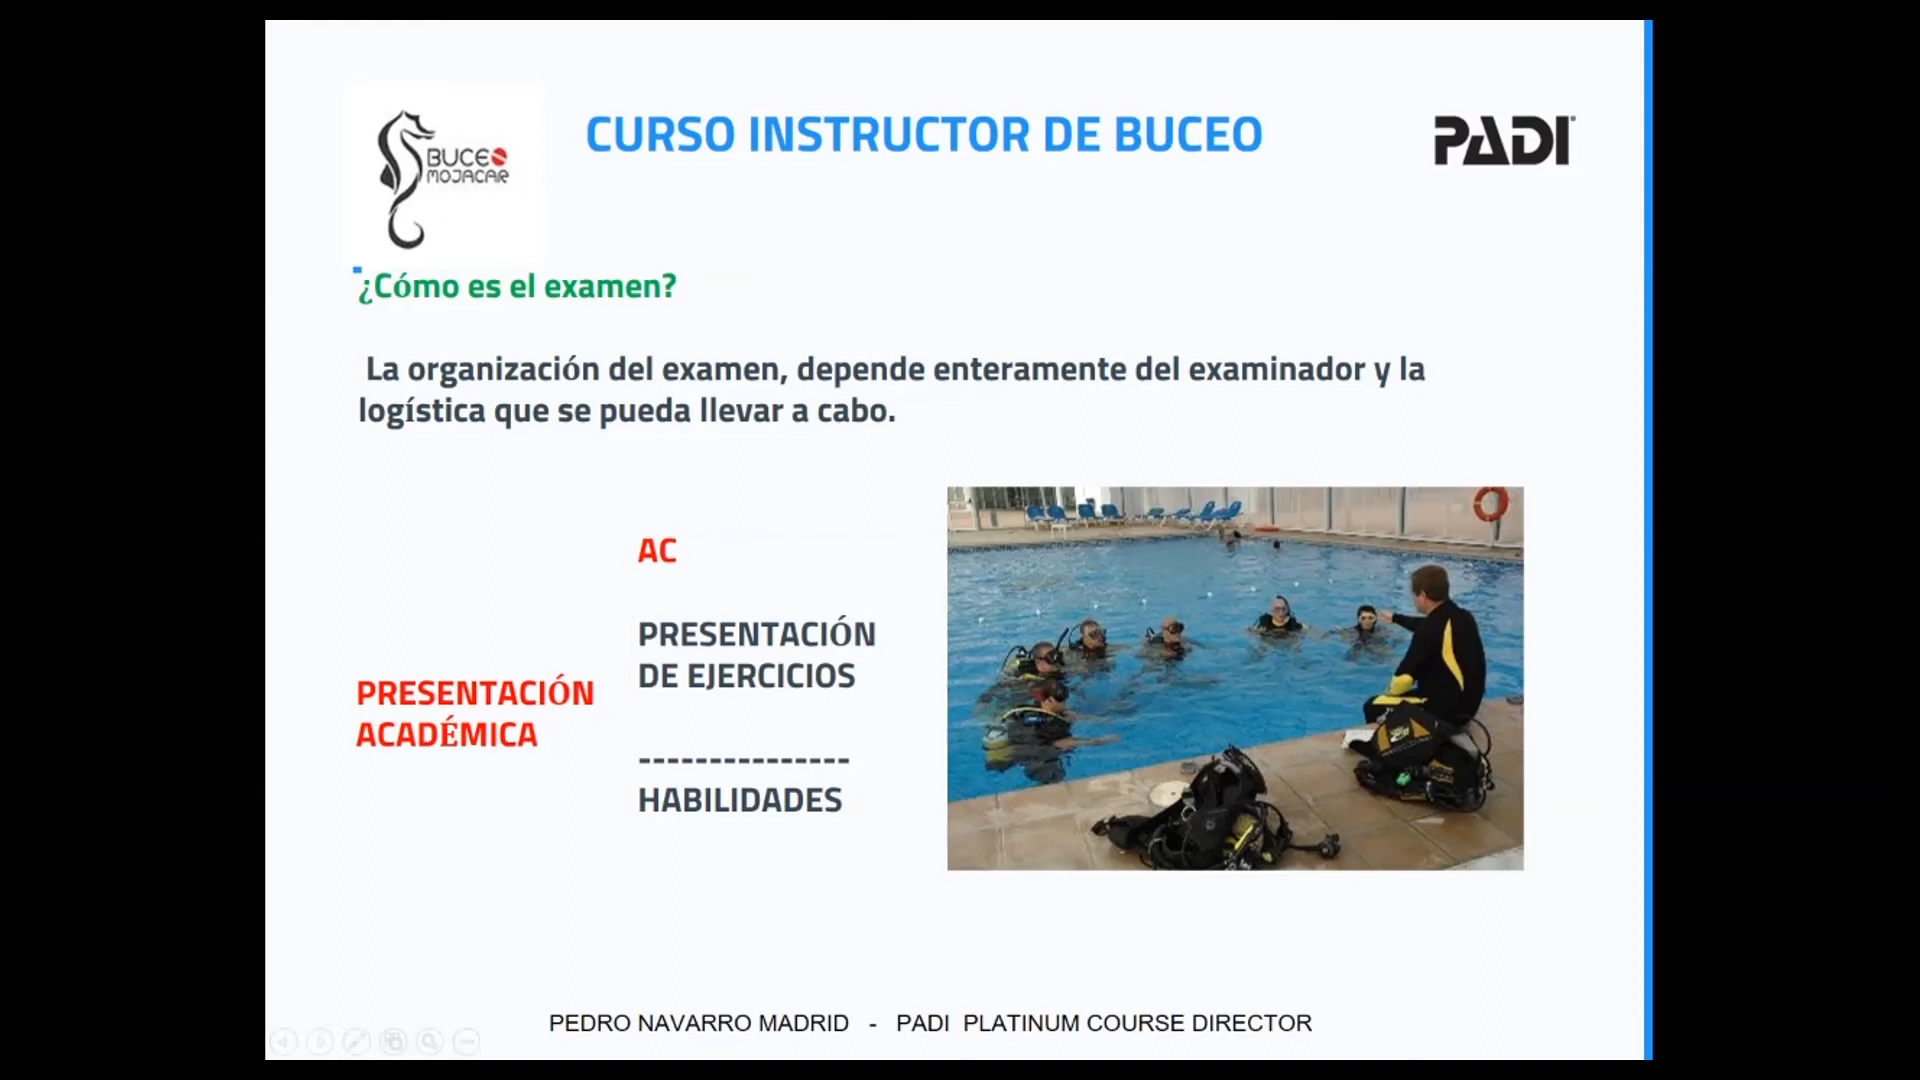 BUCEO
MOJACAR
CURSO INSTRUCTOR DE BUCEO
PADI
¿Cómo es el examen?
La organización del examen, depende enteramente del examinador y la
logística que se pueda llevar a cabo.
PRESENTACIÓN
ACADÉMICA
AC
PRESENTACIÓN
DE EJERCICIOS
---------------
HABILIDADES
PEDRO NAVARRO MADRID - PADI PLATINUM COURSE DIRECTOR